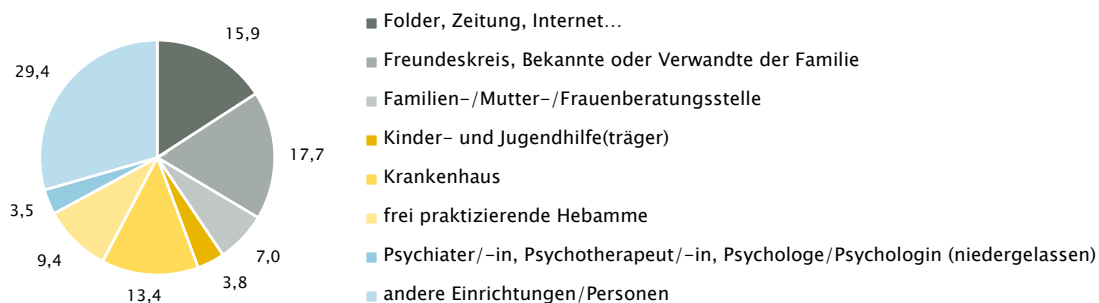 15,9
17,7
7,0
3,8
13,4
9,4
3,5
29,4
Folder, Zeitung, Internet…
Freundeskreis, Bekannte oder Verwandte der Familie
Familien-/Mutter-/Frauenberatungsstelle
Kinder- und Jugendhilfe(träger)
Krankenhaus
frei praktizierende Hebamme
Psychiater/-in, Psychotherapeut/-in, Psychologe/Psychologin (niedergelassen)
andere Einrichtungen/Personen